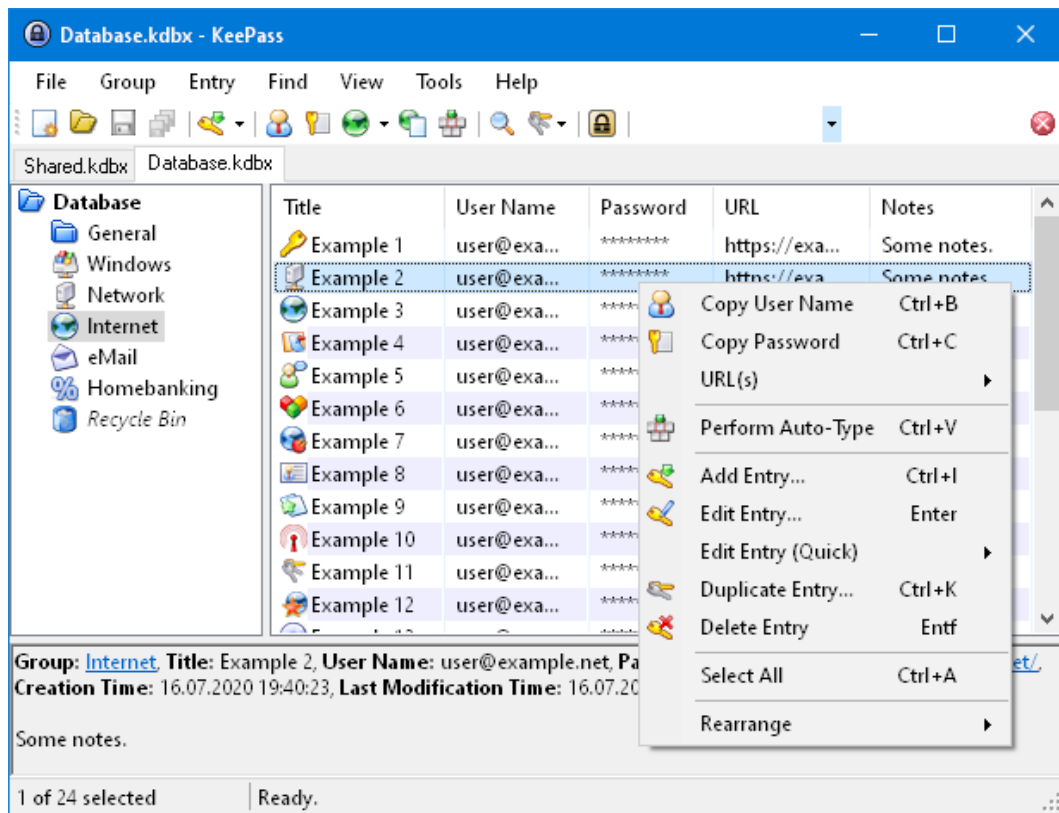 Database.kdbx - KeePass
File Group Entry Find View Tools Help
Shared.kdbx Database.kdbx
Database
General
Windows
Network
Internet
eMail
Homebanking
Recycle Bin
Title User Name Password URL Notes
Example 1 user@exa... ******** https://exa... Some notes.
Example 2 user@exa... ******** https://exa Some notes
Example 3 user@exa...
Example 4 user@exa...
Example 5 user@exa...
Example 6 user@exa...
Example 7 user@exa...
Example 8 user@exa...
Example 9 user@exa...
Example 10 user@exa...
Example 11 user@exa...
Example 12 user@exa...
Copy User Name Ctrl+B
Copy Password Ctrl+C
URL(s)
Perform Auto-Type Ctrl+V
Add Entry... Ctrl+I
Edit Entry... Enter
Edit Entry (Quick)
Duplicate Entry... Ctrl+K
Delete Entry Entf
Select All Ctrl+A
Rearrange
Group: Internet, Title: Example 2, User Name: user@example.net, Pa et/,
Creation Time: 16.07.2020 19:40:23, Last Modification Time: 16.07.20
Some notes.
1 of 24 selected Ready.